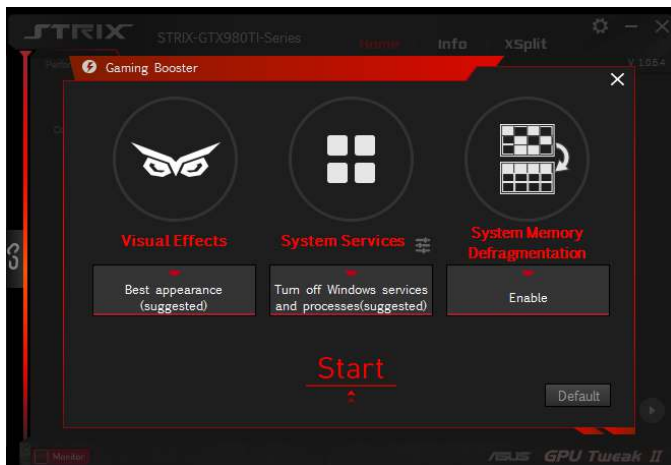 STRIX
STRIX-GTX980TI-Series
Home
Info
XSplit
V 1.0.5.4
Gaming Booster
Visual Effects
System Services
System Memory
Defragmentation
Best appearance
(suggested)
Turn off Windows services
and processes(suggested)
Enable
Start
Default
Monitor
ASUS GPU Tweak II